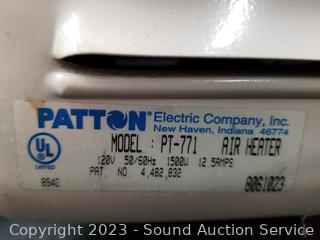 PATTON Electric Company, Inc.
New Haven, Indiana 46774
UL LISTED
MODEL : PT-771 AIR HEATER
120V 50/60Hz 1500W 12.5AMPS
PAT. NO. 4,482,832
894G
8061023
Copyright 2023 - Sound Auction Service